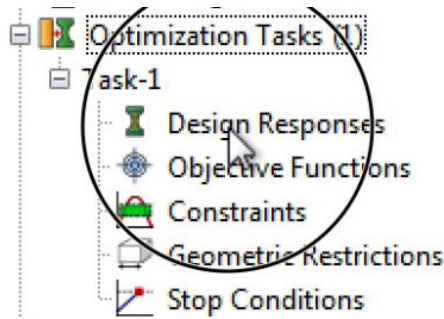 Optimization Tasks (1)
Task-1
Design Responses
Objective Functions
Constraints
Geometric Restrictions
Stop Conditions